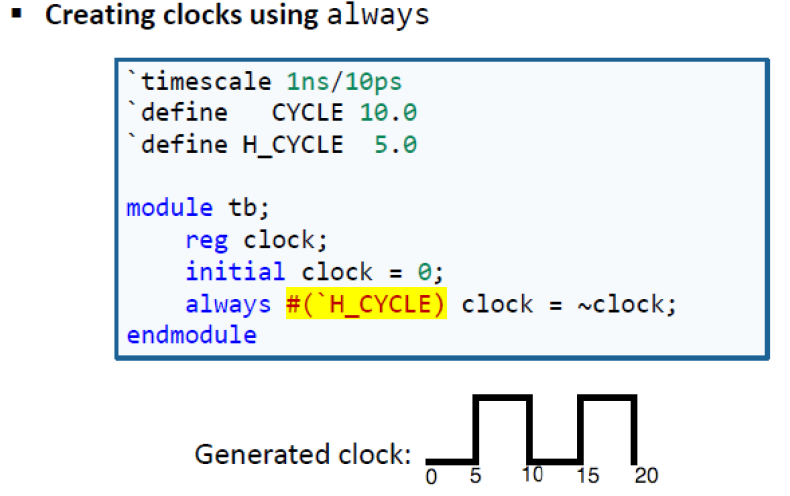 ▪ Creating clocks using always
`timescale 1ns/10ps
`define   CYCLE 10.0
`define H_CYCLE  5.0
module tb;
    reg clock;
    initial clock = 0;
    always #(`H_CYCLE) clock = ~clock;
endmodule
Generated clock:
0 5 10 15 20